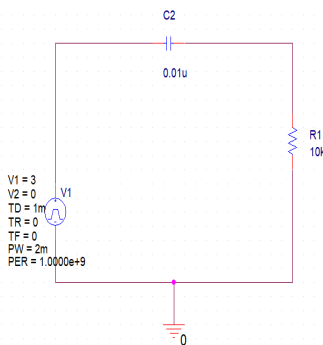 C2
0.01u
R1
10k
V1 = 3
V2 = 0
TD = 1m
TR = 0
TF = 0
PW = 2m
PER = 1.0000e+9
V1
0